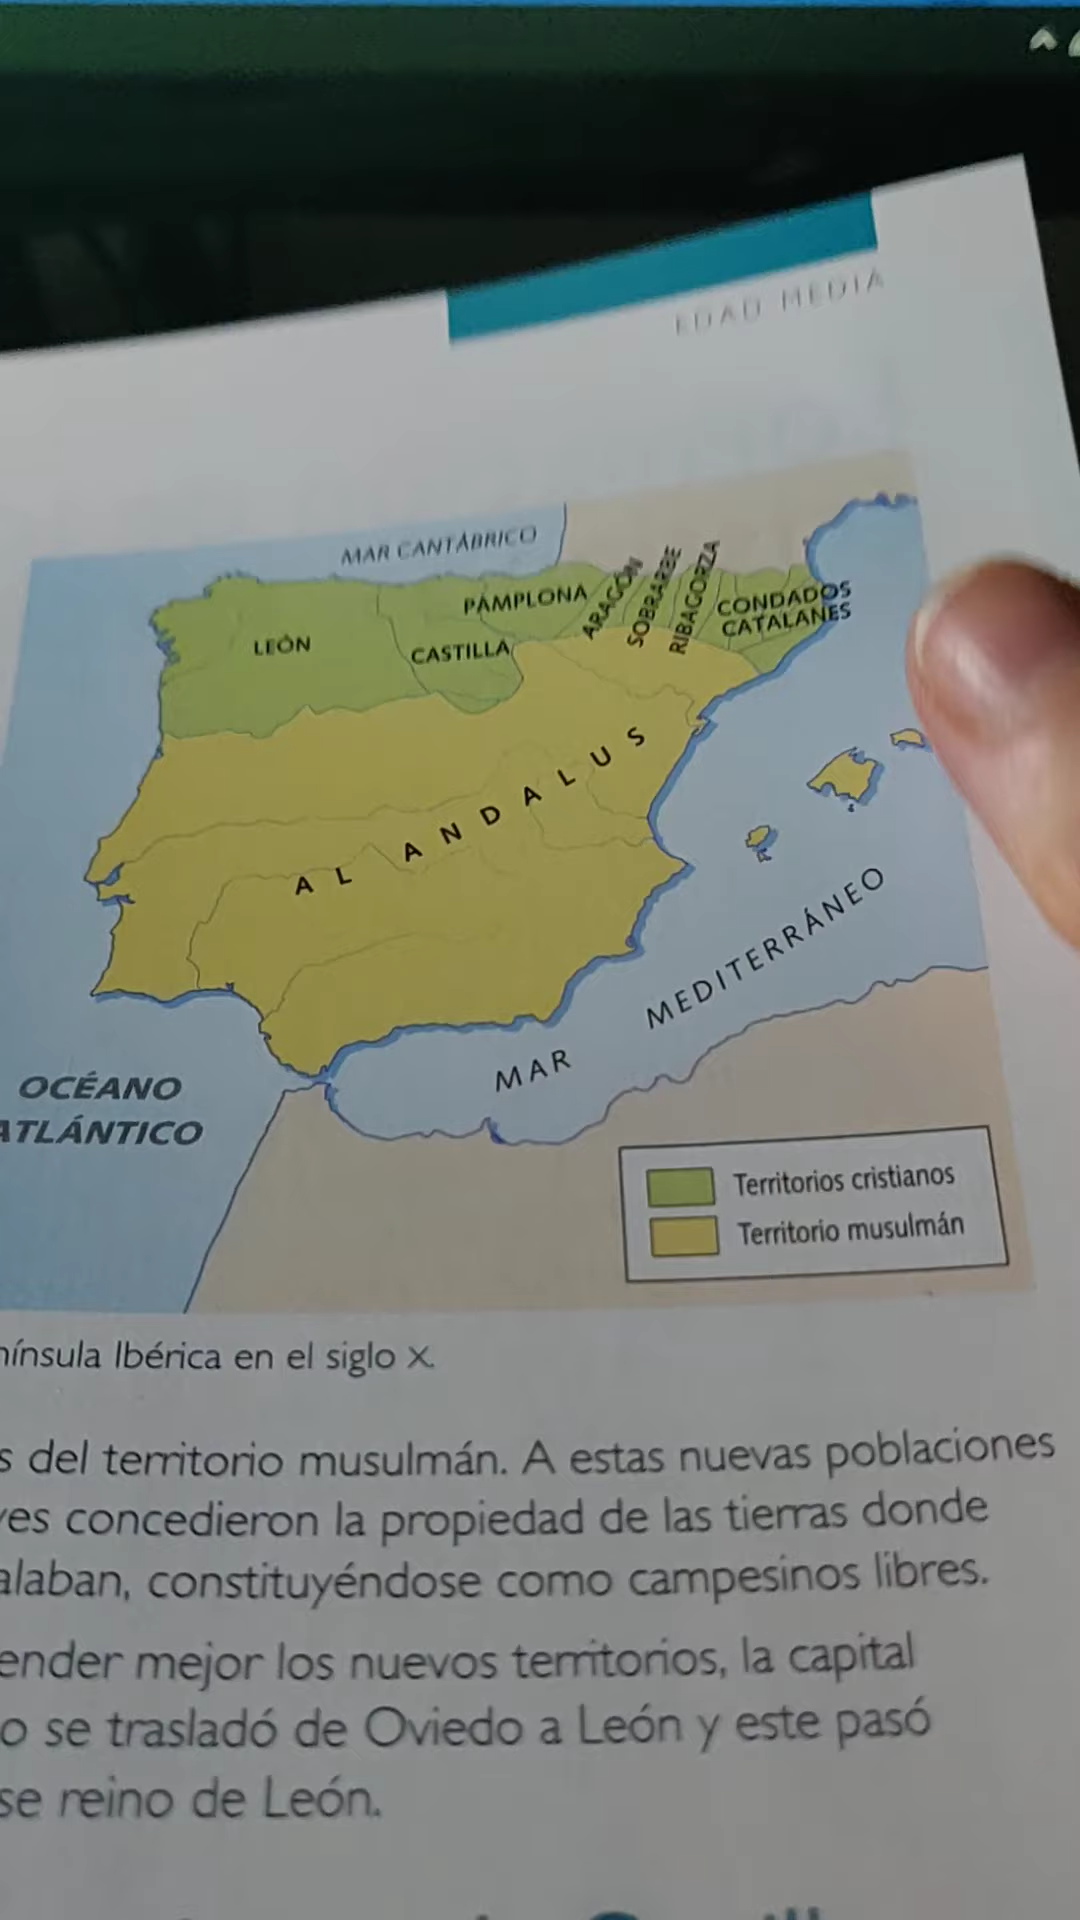 EDAD MEDIA
MAR CANTÁBRICO
LEÓN
CASTILLA
PAMPLONA
ARAGÓN
SOBRARBE
RIBAGORZA
CONDADOS
CATALANES
AL ANDALUS
MAR MEDITERRÁNEO
OCÉANO
ATLÁNTICO
Territorios cristianos
Territorio musulmán
nínsula Ibérica en el siglo X.
s del territorio musulmán. A estas nuevas poblaciones
yes concedieron la propiedad de las tierras donde
alaban, constituyéndose como campesinos libres.
ender mejor los nuevos territorios, la capital
o se trasladó de Oviedo a León y este pasó
se reino de León.